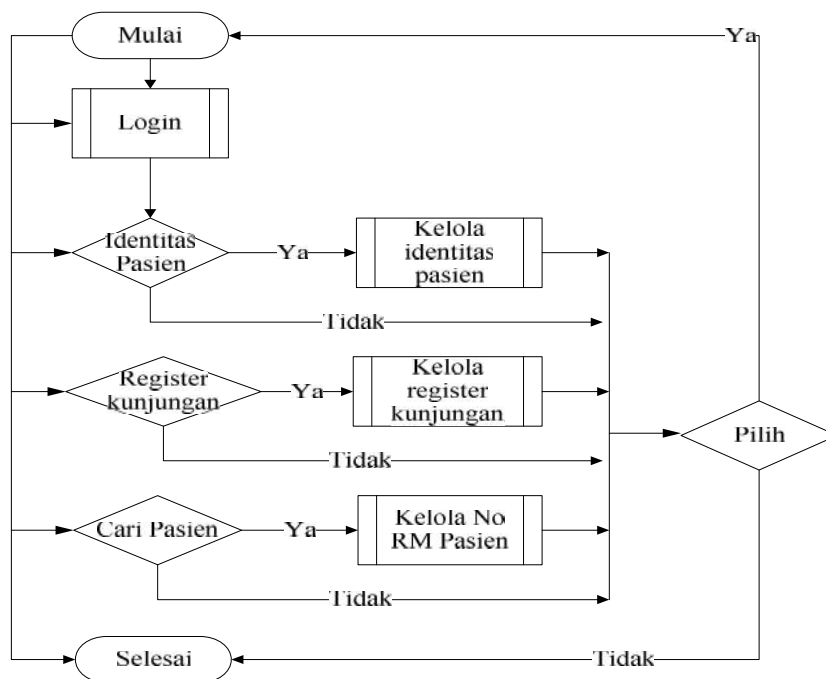 Mulai
Ya
Login
Identitas
Pasien
Ya
Kelola
identitas
pasien
Tidak
Register
kunjungan
Ya
Kelola
register
kunjungan
Pilih
Tidak
Cari Pasien
Ya
Kelola No
RM Pasien
Tidak
Selesai
Tidak